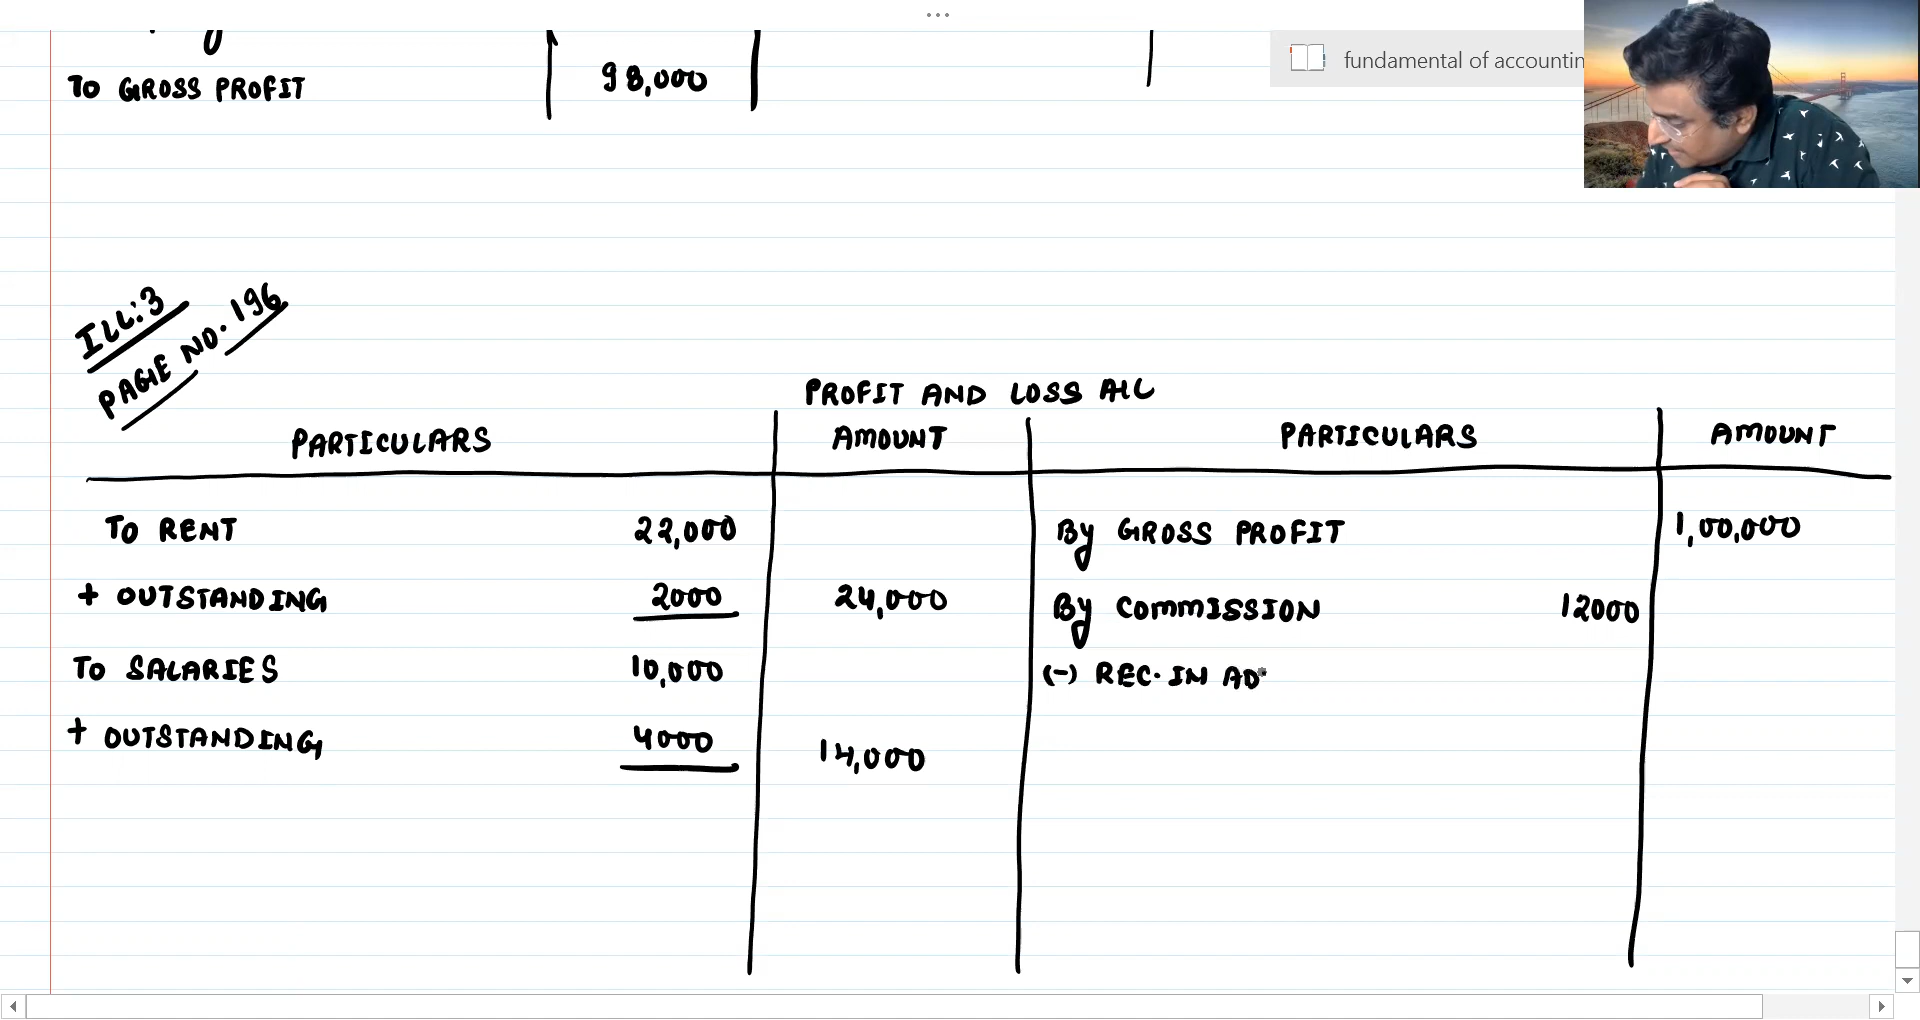 fundamental of accountin
To GROSS PROFIT 98,000
ILL:3
PAGE NO. 196
PROFIT AND LOSS A/C
PARTICULARS AMOUNT PARTICULARS AMOUNT
To RENT 22,000 By GROSS PROFIT 1,00,000
+ OUTSTANDING 2000 24,000 By COMMISSION 12000
To SALARIES 10,000 (-) REC. IN AD
+ OUTSTANDING 4000 14,000